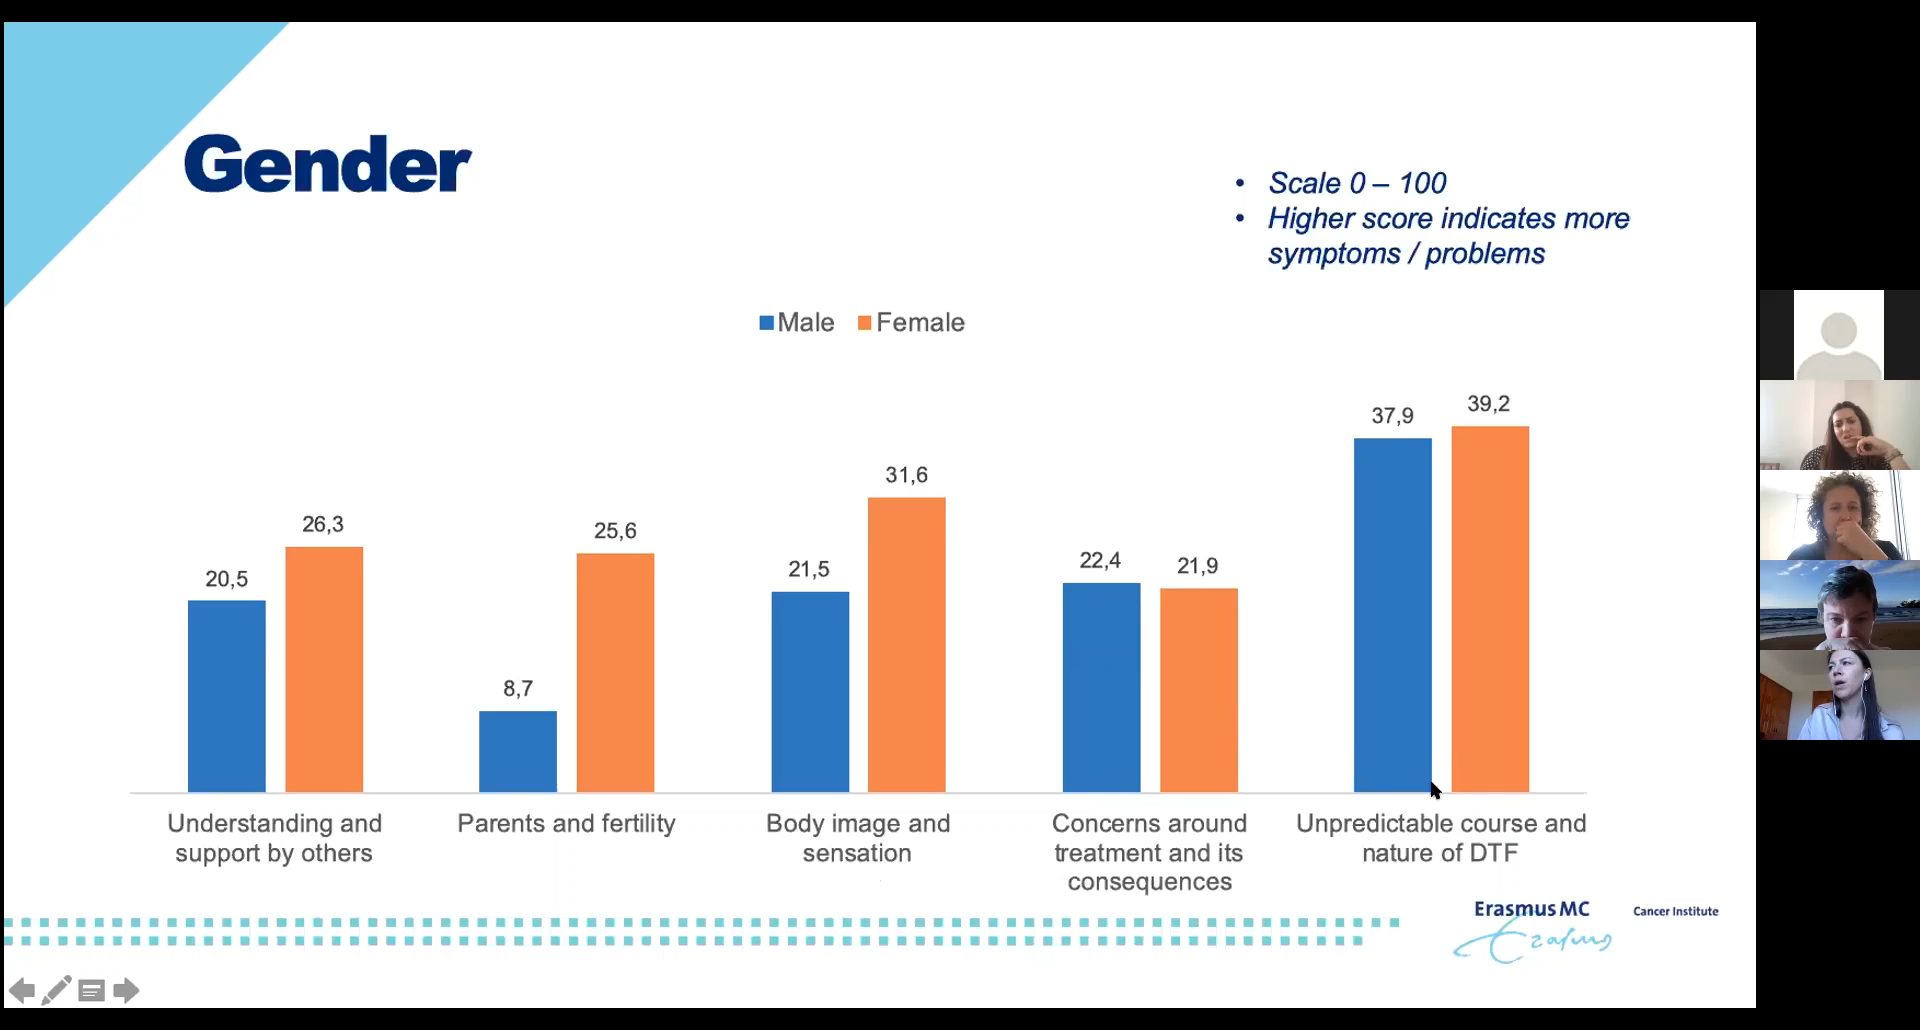 Gender
• Scale 0 – 100
• Higher score indicates more
symptoms / problems
Male Female
20,5
26,3
8,7
25,6
21,5
31,6
22,4
21,9
37,9
39,2
Understanding and
support by others
Parents and fertility
Body image and
sensation
Concerns around
treatment and its
consequences
Unpredictable course and
nature of DTF
Erasmus MC
Cancer Institute
Erasmus